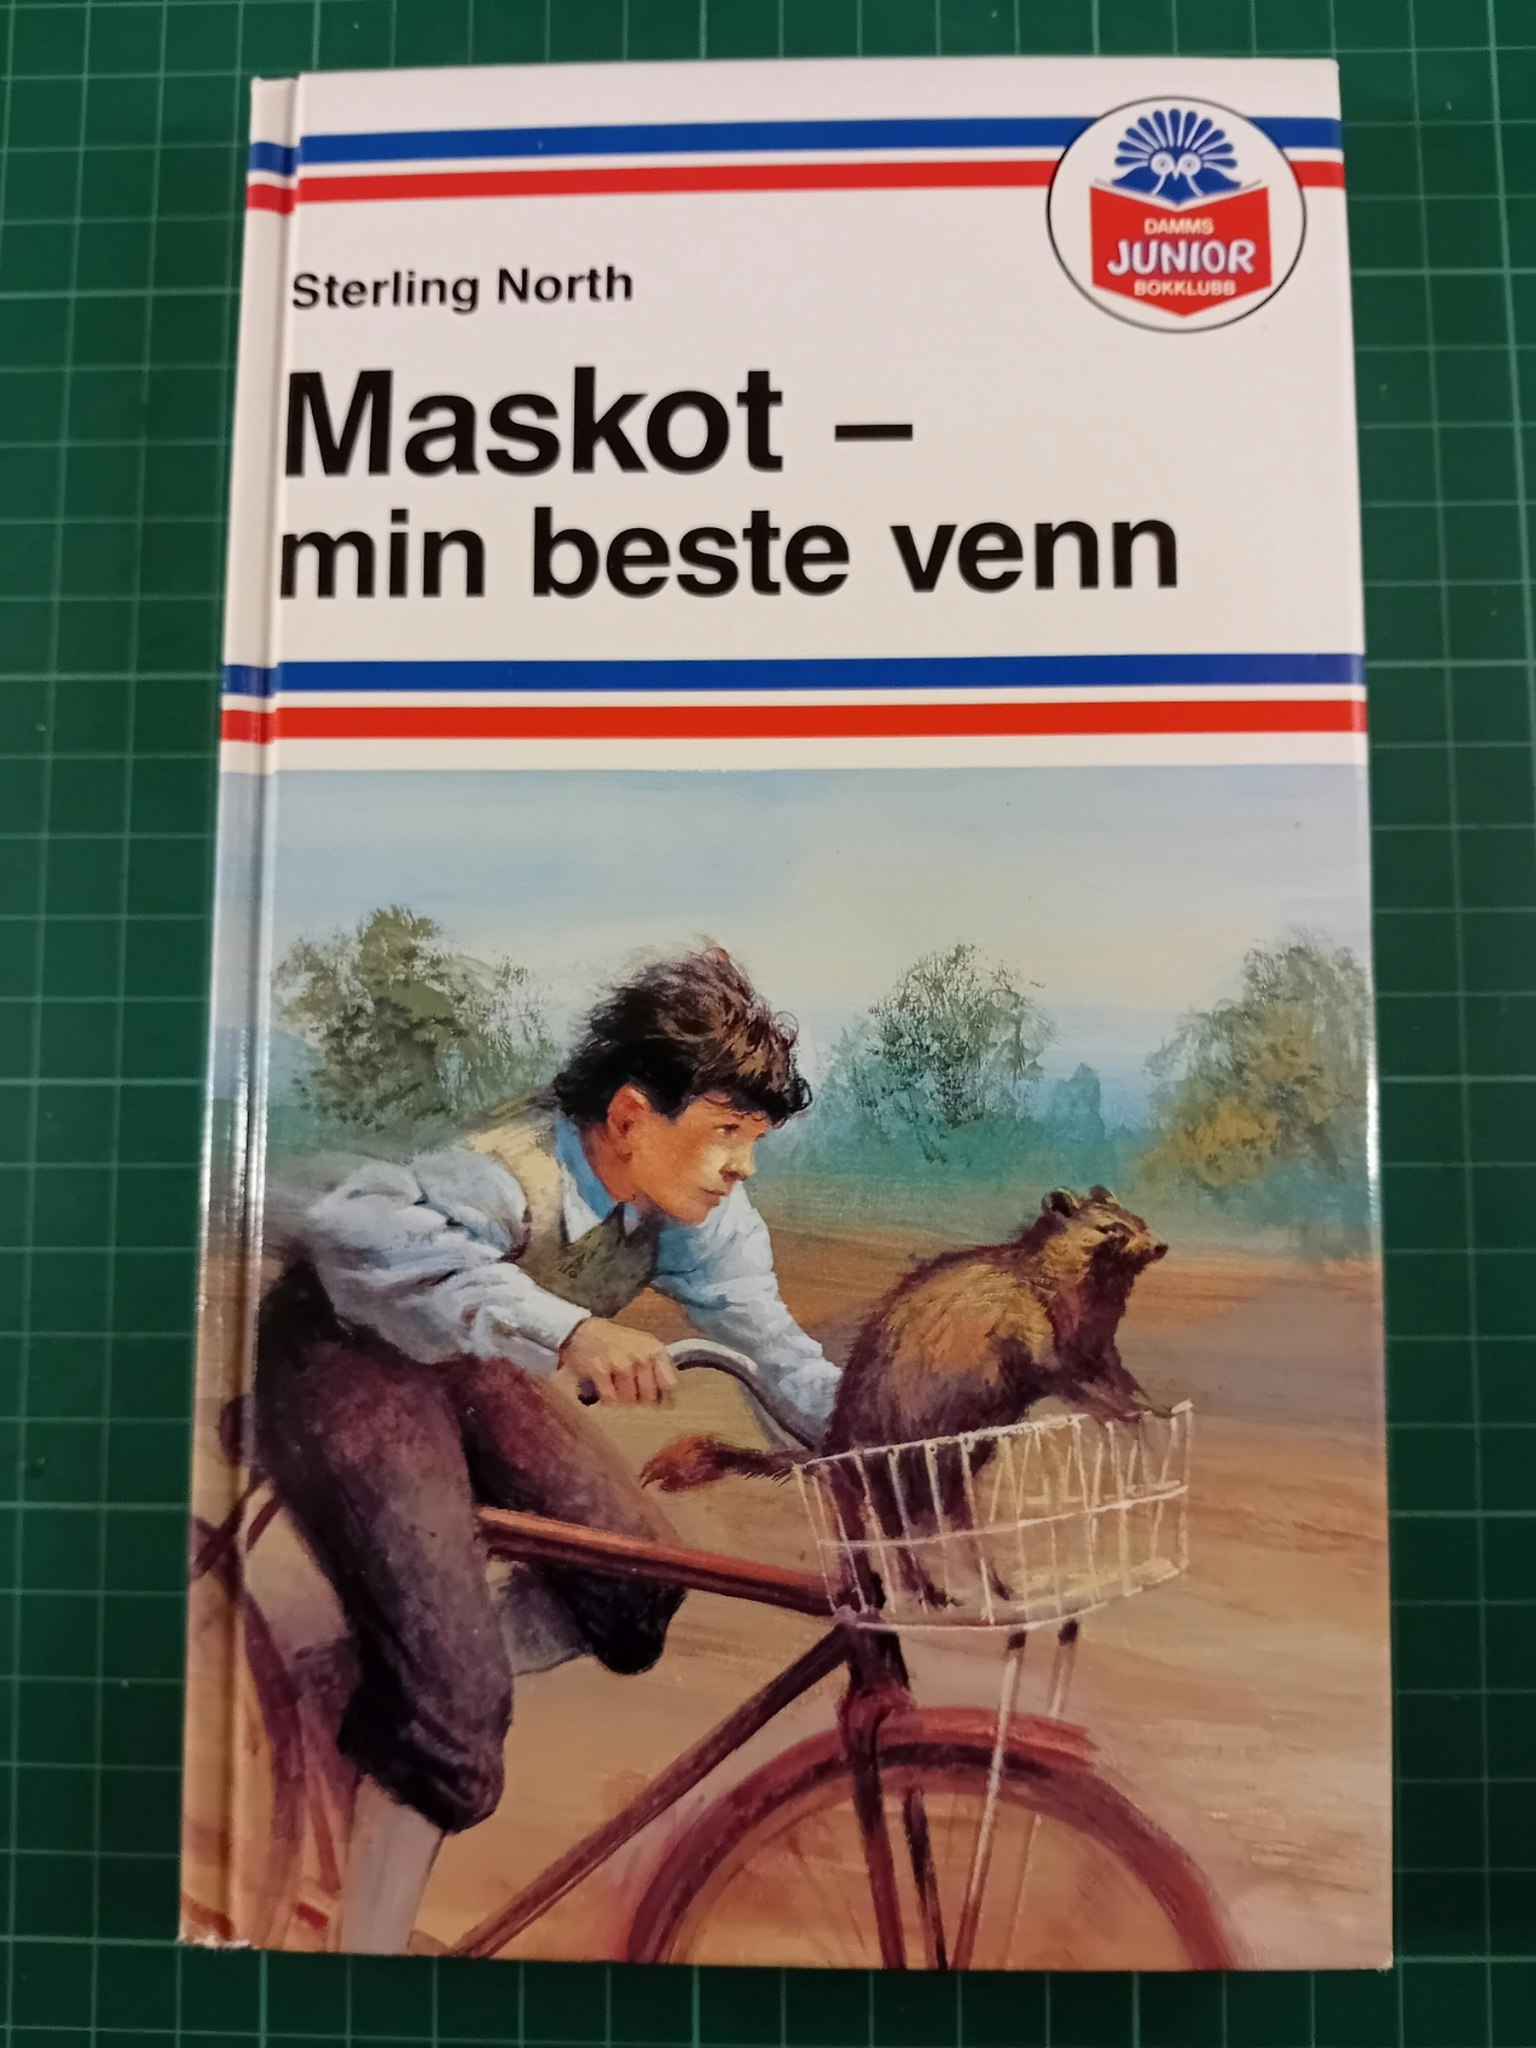 DAMMS
JUNIOR
BOKKLUBB
Sterling North
Maskot –
min beste venn